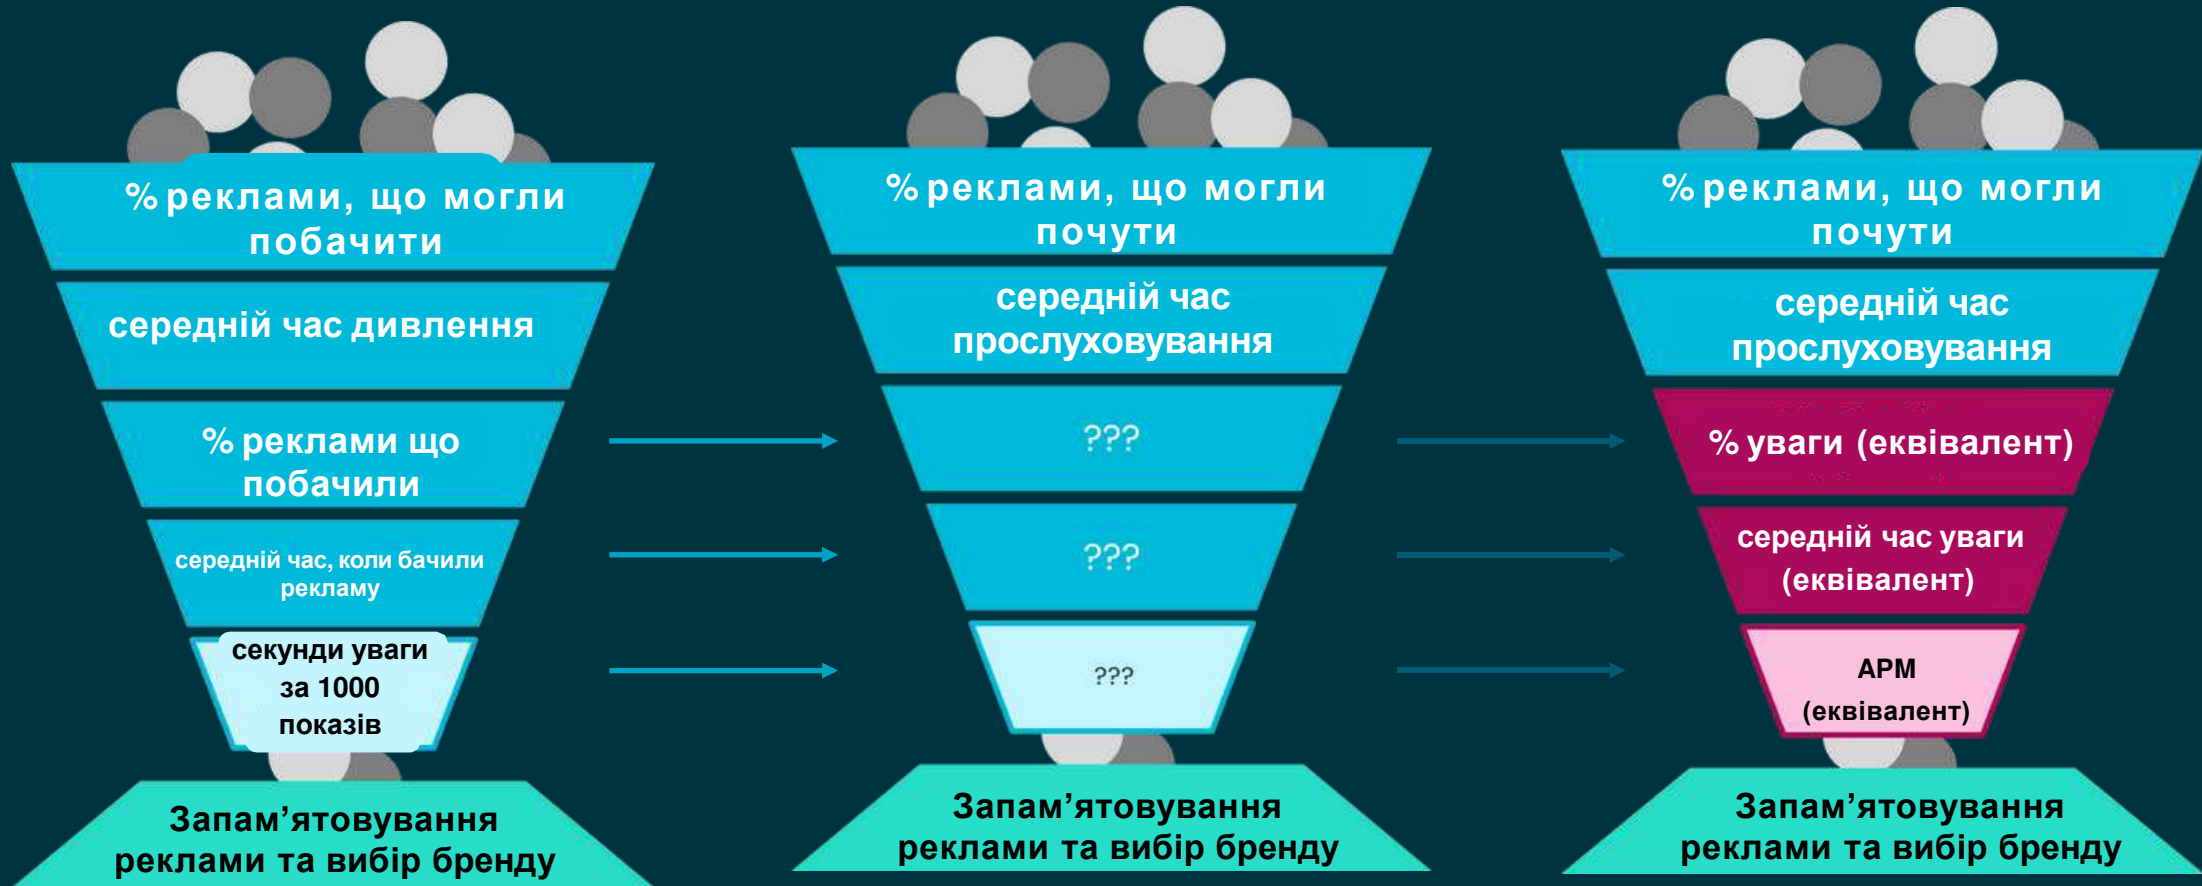 % реклами, що могли
побачити
середній час дивлення
% реклами що
побачили
середній час, коли бачили
рекламу
секунди уваги
за 1000
показів
Запам’ятовування
реклами та вибір бренду
% реклами, що могли
почути
середній час
прослуховування
???
???
???
Запам’ятовування
реклами та вибір бренду
% реклами, що могли
почути
середній час
прослуховування
% уваги (еквівалент)
середній час уваги
(еквівалент)
APM
(еквівалент)
Запам’ятовування
реклами та вибір бренду